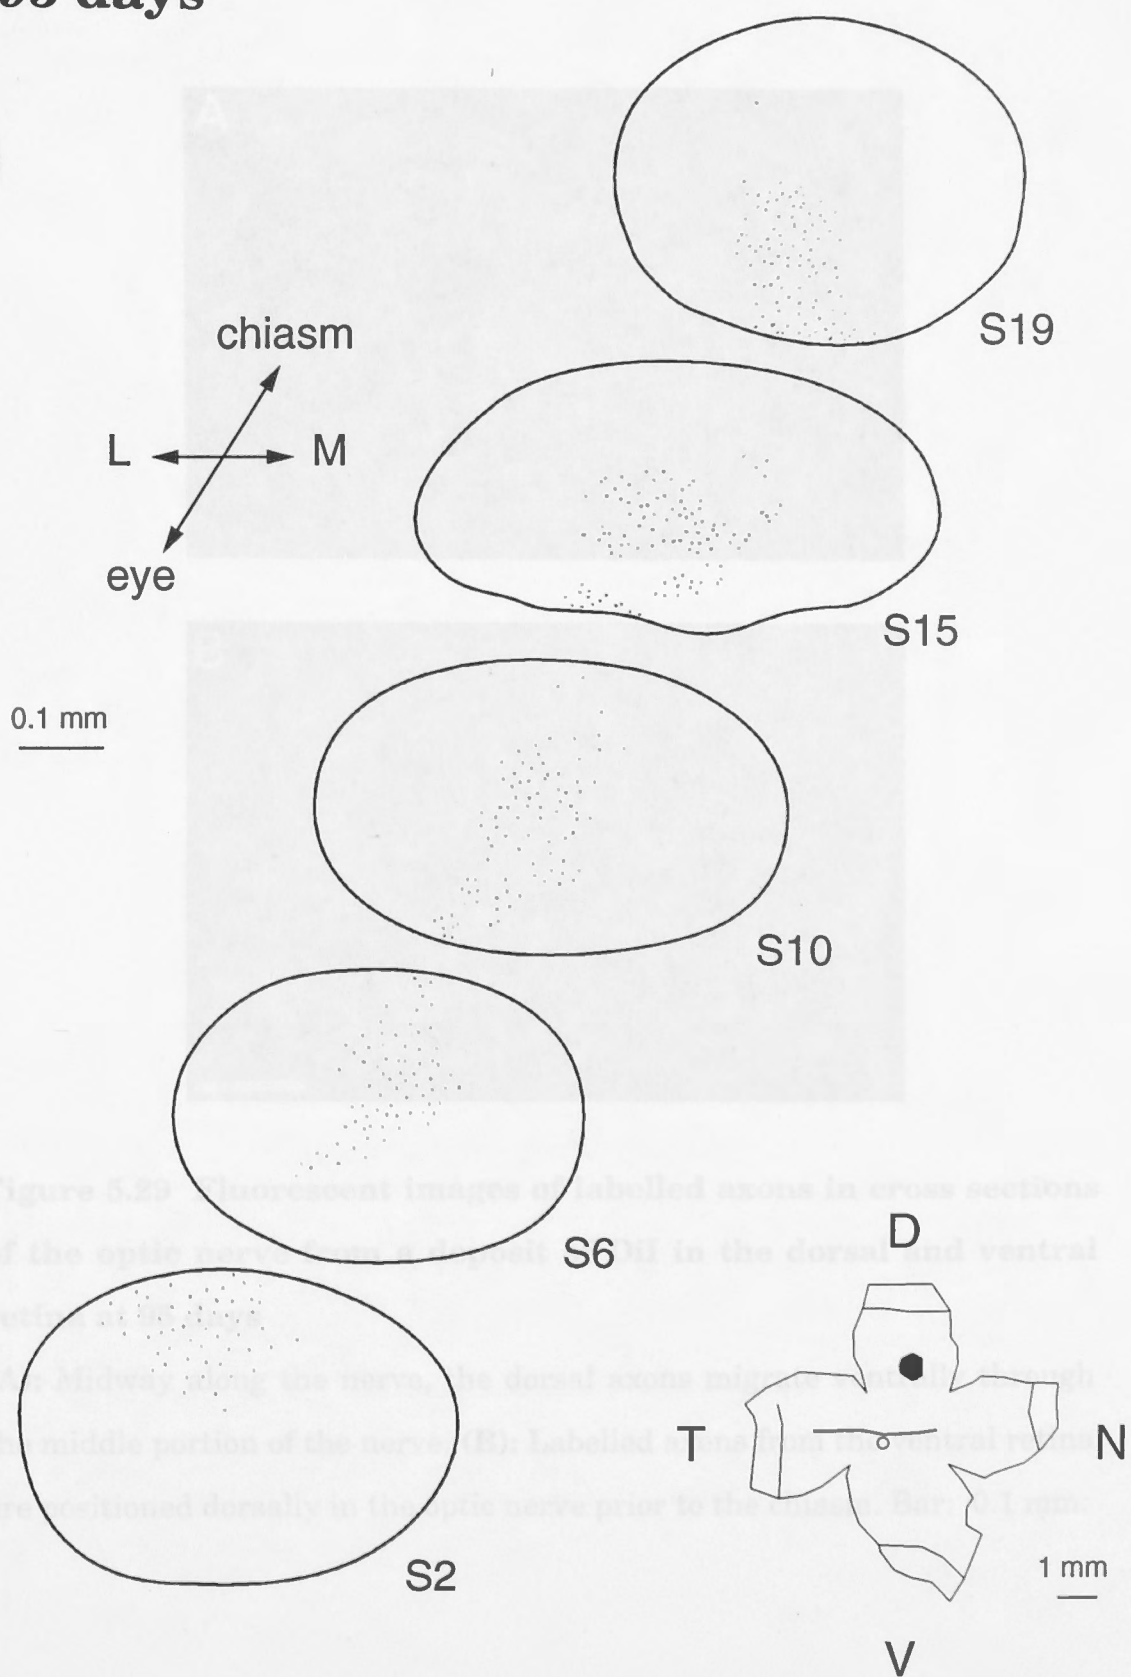 days
chiasm
S19
L M
eye
S15
0.1 mm
S10
S6
D
Figure 5.29 Fluorescent images of labelled axons in cross sections
of the optic nerve from a deposit of DiI in the dorsal and ventral
retina at 95 days
(A): Midway along the nerve, the dorsal axons migrate ventrally through
the middle portion of the nerve. (B): Labelled axons from the ventral retina
are positioned dorsally in the optic nerve prior to the chiasm. Bar: 0.1 mm.
T N
S2
1 mm
V
A